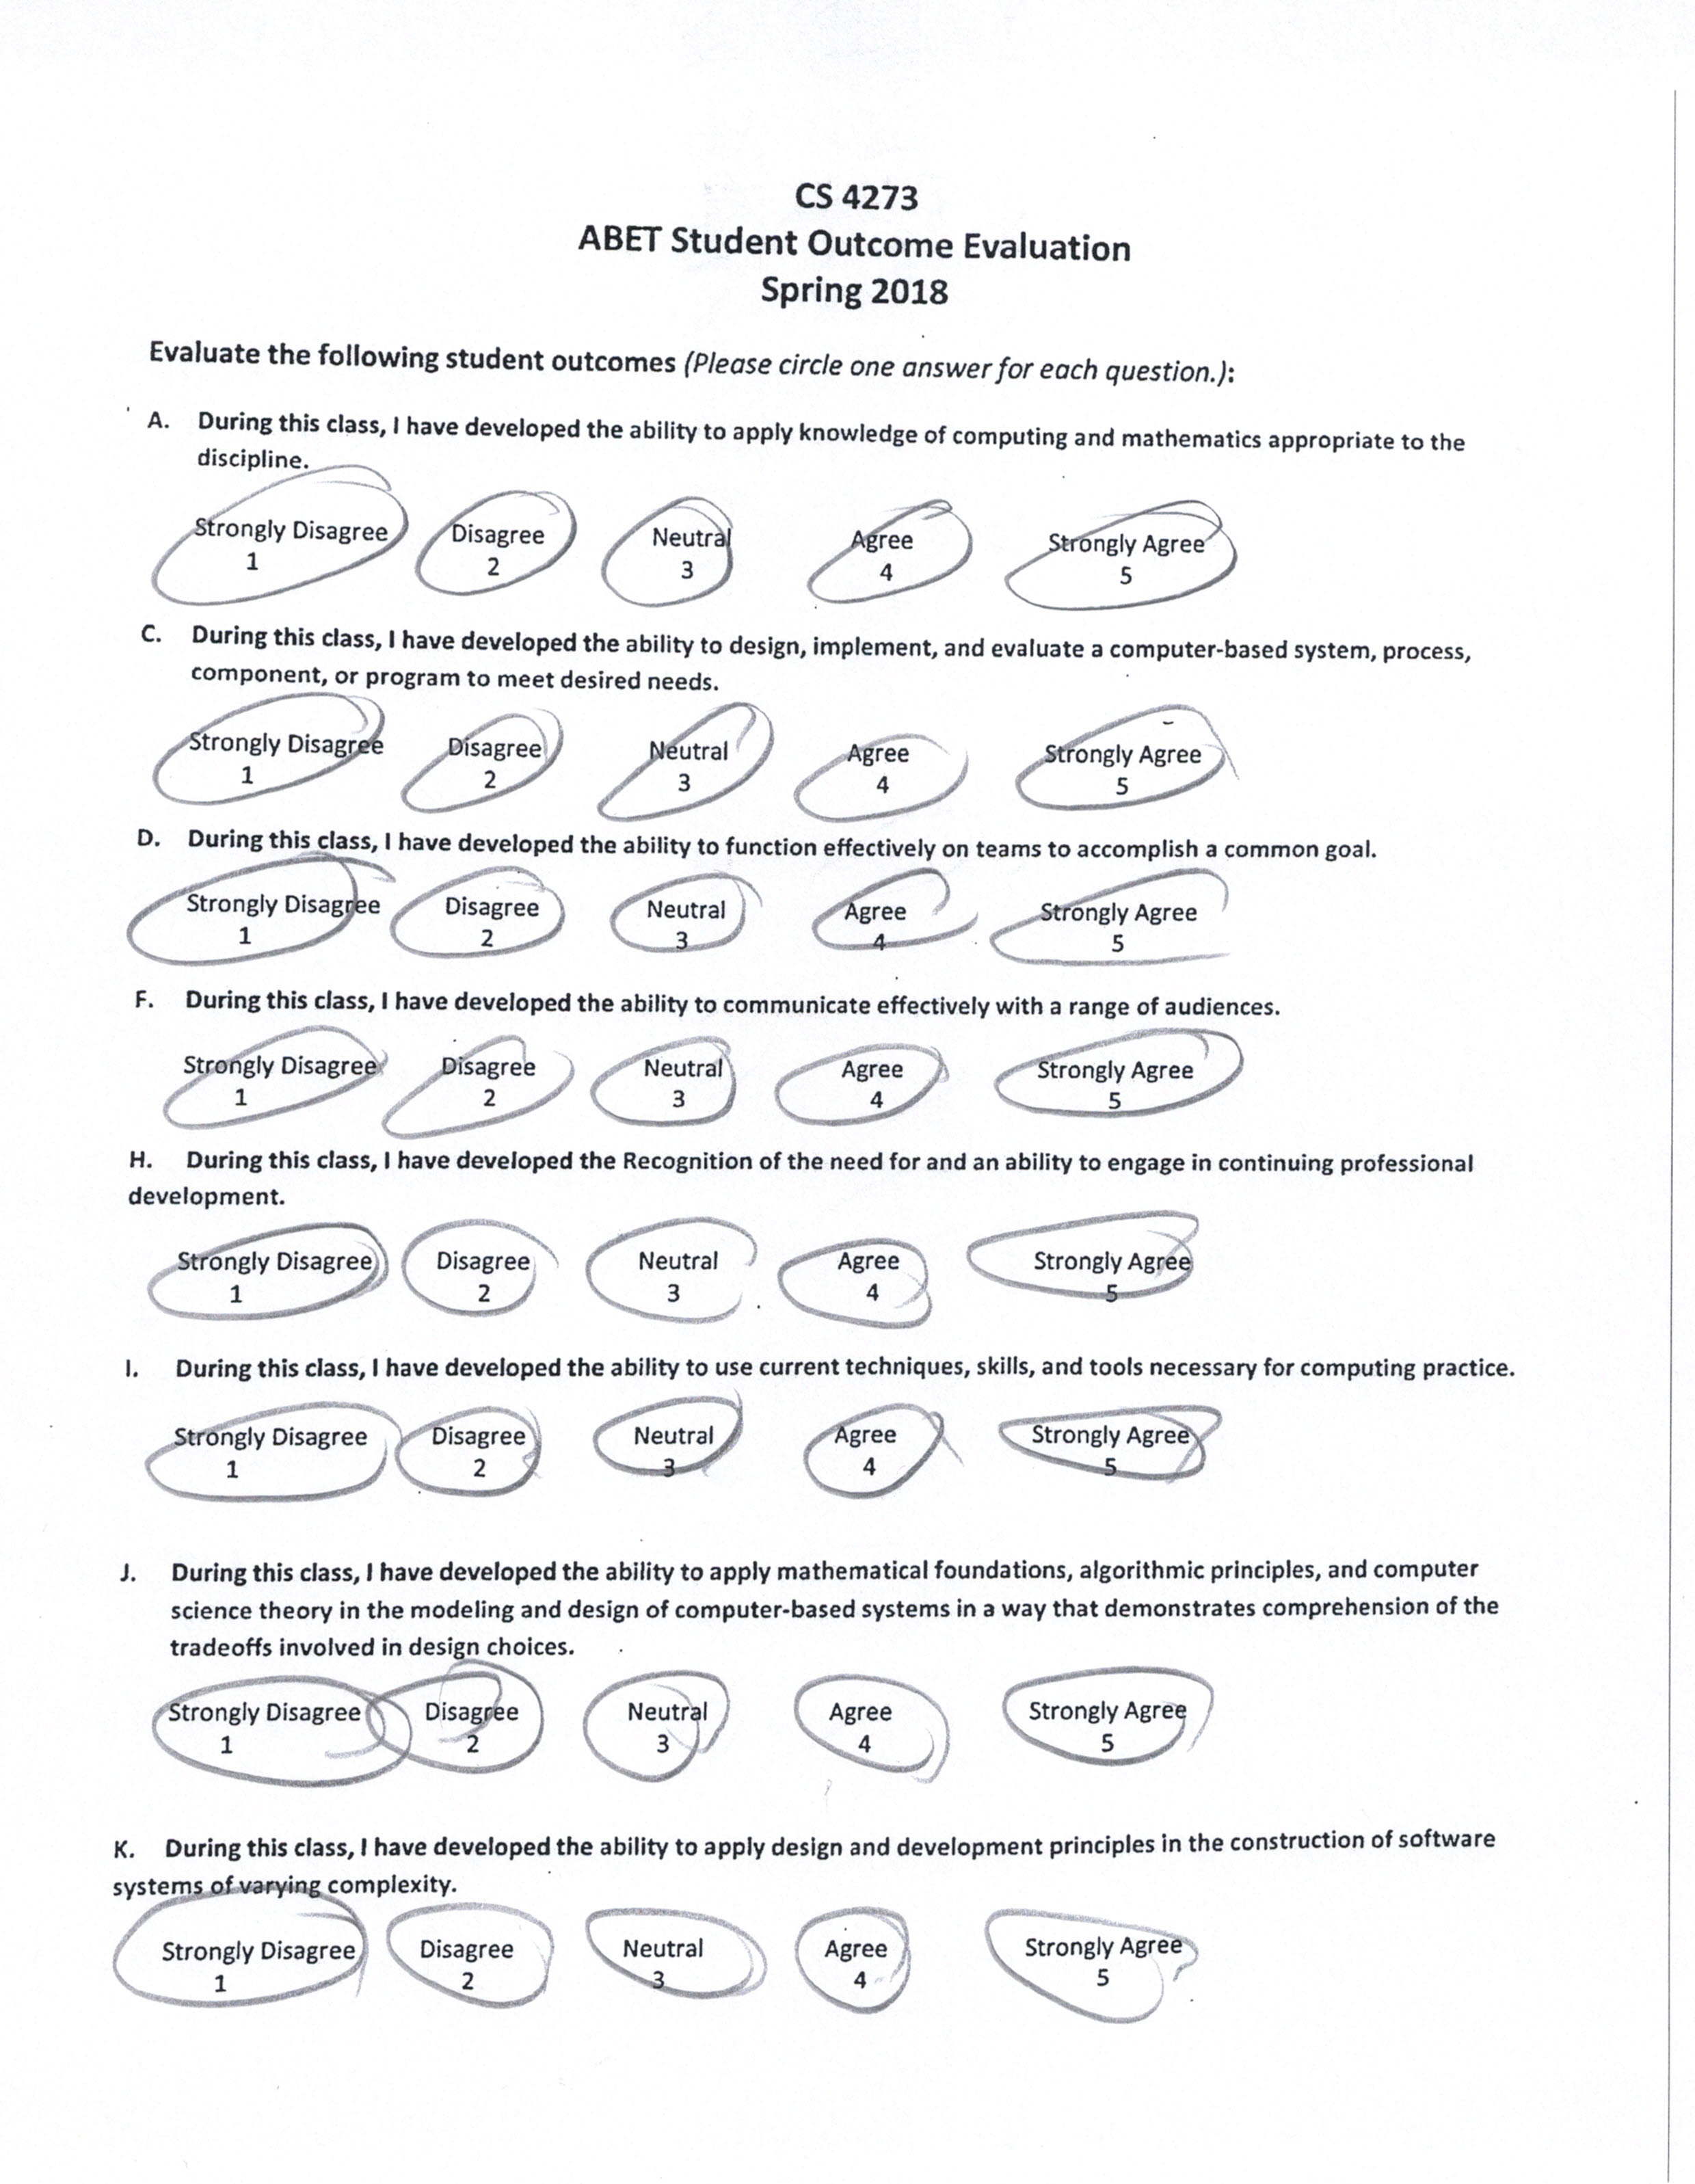 CS 4273
ABET Student Outcome Evaluation
Spring 2018
Evaluate the following student outcomes (Please circle one answer for each question.):
A. During this class, I have developed the ability to apply knowledge of computing and mathematics appropriate to the
discipline.
Strongly Disagree Disagree Neutral Agree Strongly Agree
1 2 3 4 5
C. During this class, I have developed the ability to design, implement, and evaluate a computer-based system, process,
component, or program to meet desired needs.
Strongly Disagree Disagree Neutral Agree Strongly Agree
1 2 3 4 5
D. During this class, I have developed the ability to function effectively on teams to accomplish a common goal.
Strongly Disagree Disagree Neutral Agree Strongly Agree
1 2 3 4 5
F. During this class, I have developed the ability to communicate effectively with a range of audiences.
Strongly Disagree Disagree Neutral Agree Strongly Agree
1 2 3 4 5
H. During this class, I have developed the Recognition of the need for and an ability to engage in continuing professional
development.
Strongly Disagree Disagree Neutral Agree Strongly Agree
1 2 3 4 5
I. During this class, I have developed the ability to use current techniques, skills, and tools necessary for computing practice.
Strongly Disagree Disagree Neutral Agree Strongly Agree
1 2 3 4 5
J. During this class, I have developed the ability to apply mathematical foundations, algorithmic principles, and computer
science theory in the modeling and design of computer-based systems in a way that demonstrates comprehension of the
tradeoffs involved in design choices.
Strongly Disagree Disagree Neutral Agree Strongly Agree
1 2 3 4 5
K. During this class, I have developed the ability to apply design and development principles in the construction of software
systems of varying complexity.
Strongly Disagree Disagree Neutral Agree Strongly Agree
1 2 3 4 5